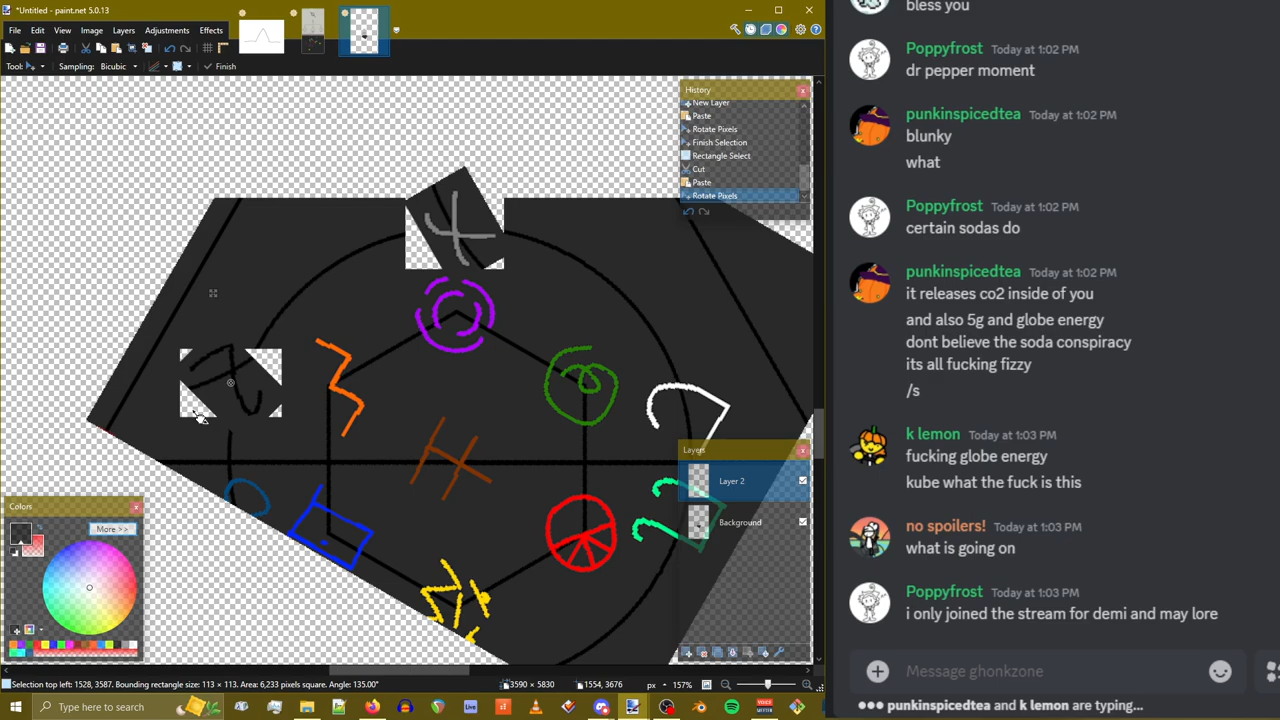 *Untitled - paint.net 5.0.13
File Edit View Image Layers Adjustments Effects
Tool: Sampling: Bicubic Finish
History
New Layer
Paste
Rotate Pixels
Finish Selection
Rectangle Select
Cut
Paste
Rotate Pixels
Layers
Layer 2
Background
Colors
More >>
Selection top left: 1528, 3587. Bounding rectangle size: 113 × 113. Area: 6,233 pixels square. Angle: 135.00°
3590 × 5830
1554, 3676
px
157%
Type here to search
Live
bless you
Poppyfrost Today at 1:02 PM
dr pepper moment
punkinspicedtea Today at 1:02 PM
blunky
what
Poppyfrost Today at 1:02 PM
certain sodas do
punkinspicedtea Today at 1:02 PM
it releases co2 inside of you
and also 5g and globe energy
dont believe the soda conspiracy
its all fucking fizzy
/s
k lemon Today at 1:03 PM
fucking globe energy
kube what the fuck is this
no spoilers! Today at 1:03 PM
what is going on
Poppyfrost Today at 1:03 PM
i only joined the stream for demi and may lore
Message ghonkzone
punkinspicedtea and k lemon are typing...